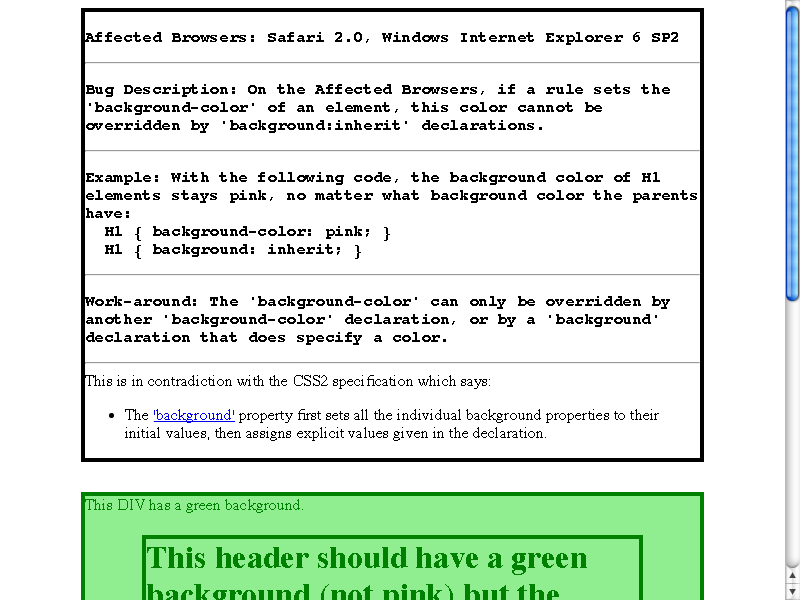 Affected Browsers: Safari 2.0, Windows Internet Explorer 6 SP2
Bug Description: On the Affected Browsers, if a rule sets the
'background-color' of an element, this color cannot be
overridden by 'background:inherit' declarations.
Example: With the following code, the background color of H1
elements stays pink, no matter what background color the parents
have:
H1 { background-color: pink; }
H1 { background: inherit; }
Work-around: The 'background-color' can only be overridden by
another 'background-color' declaration, or by a 'background'
declaration that does specify a color.
This is in contradiction with the CSS2 specification which says:
• The 'background' property first sets all the individual background properties to their
initial values, then assigns explicit values given in the declaration.
This DIV has a green background.
This header should have a green
background (not pink) but the